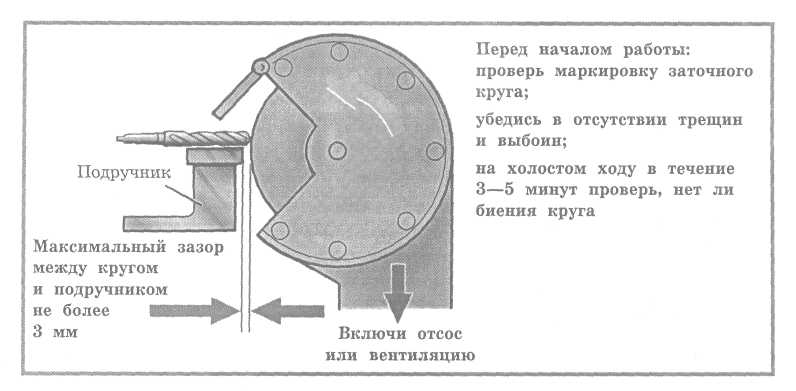 Перед началом работы:
проверь маркировку заточного
круга;
убедись в отсутствии трещин
и выбоин;
на холостом ходу в течение
3—5 минут проверь, нет ли
биения круга
Подручник
Максимальный зазор
между кругом
и подручником
не более
3 мм
Включи отсос
или вентиляцию